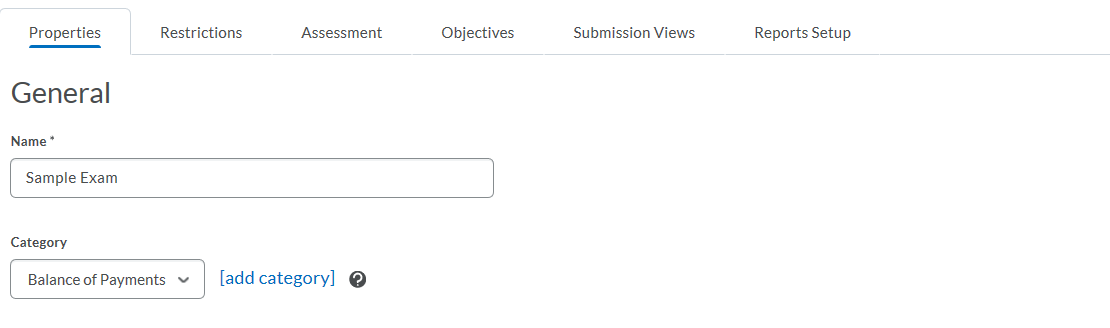 Properties Restrictions Assessment Objectives Submission Views Reports Setup
General
Name *
Sample Exam
Category
Balance of Payments [add category] ?